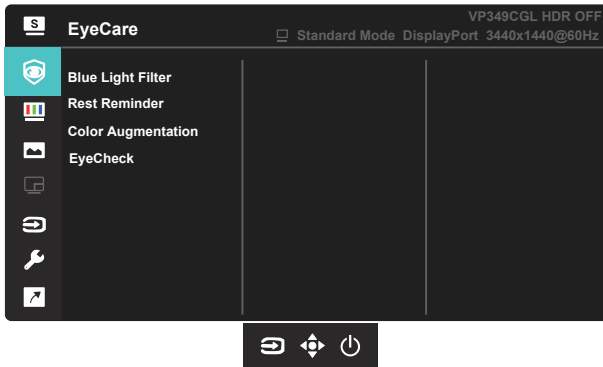 S
VP349CGL HDR OFF
EyeCare
Standard Mode DisplayPort 3440x1440@60Hz
Blue Light Filter
Rest Reminder
Color Augmentation
EyeCheck